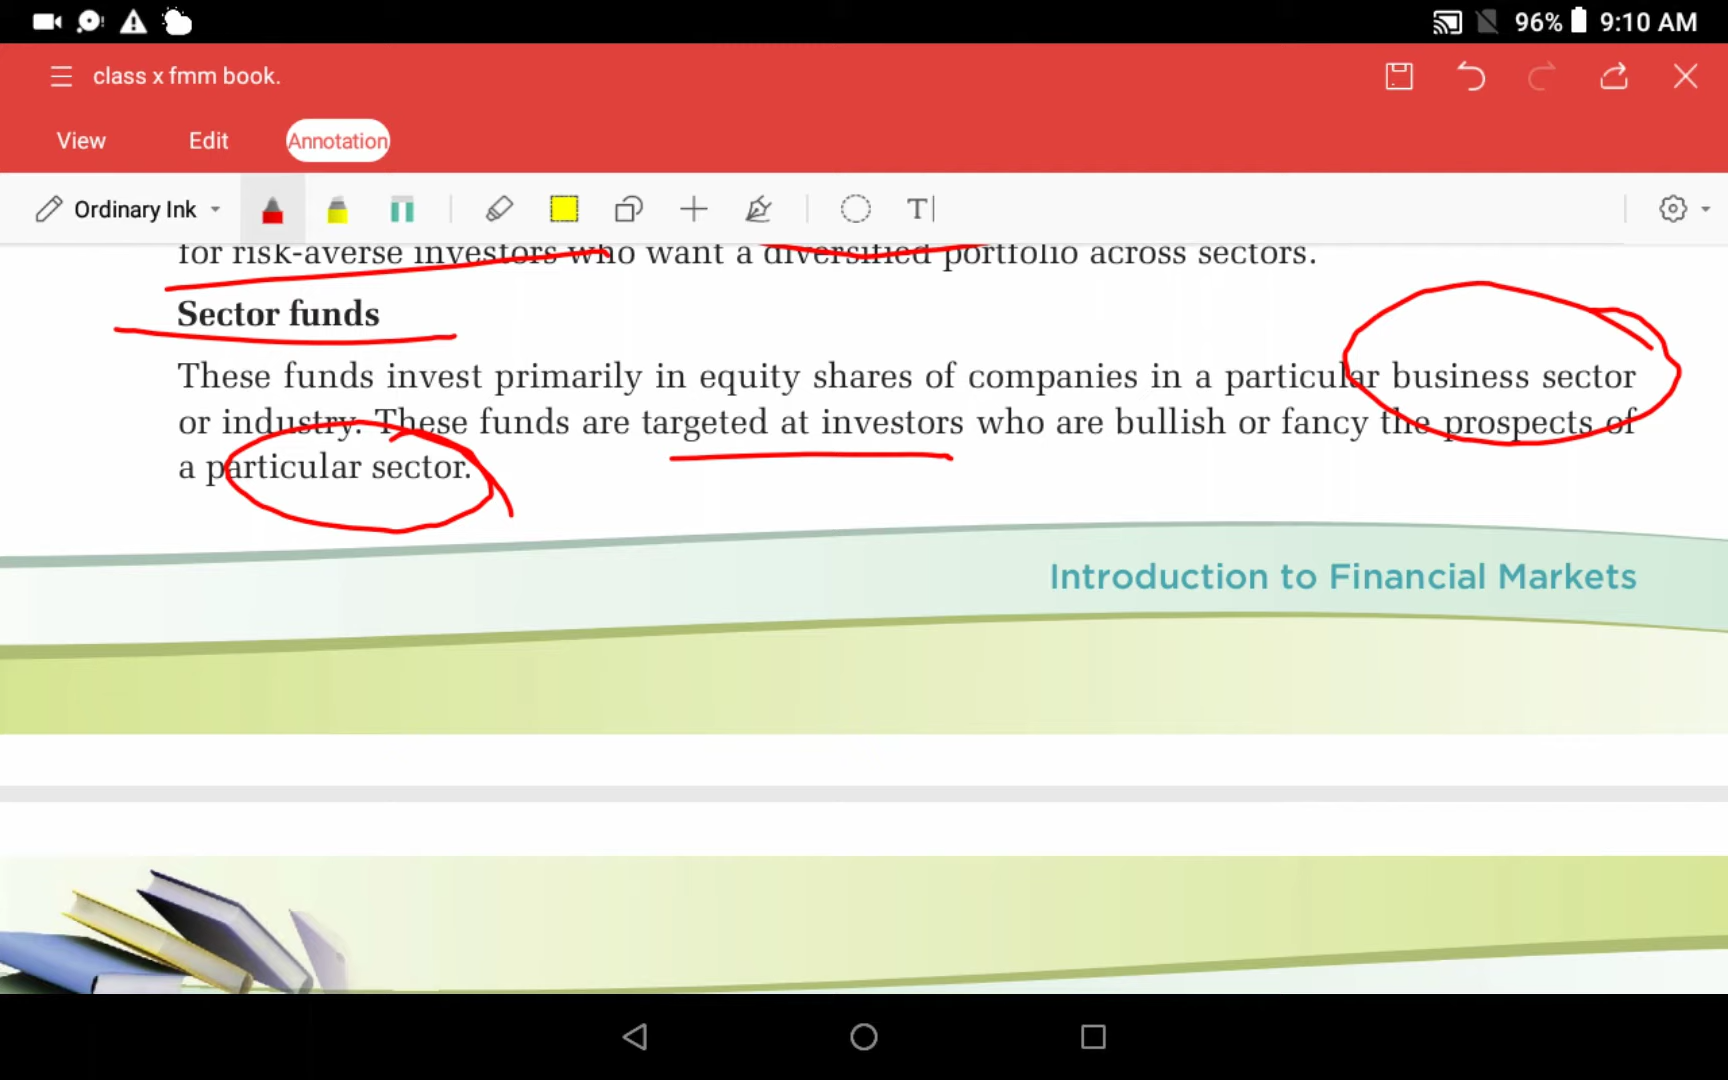 96% 9:10 AM
class x fmm book.
View Edit Annotation
Ordinary Ink T|
for risk-averse investors who want a diversified portfolio across sectors.
Sector funds
These funds invest primarily in equity shares of companies in a particular business sector
or industry. These funds are targeted at investors who are bullish or fancy the prospects of
a particular sector.
Introduction to Financial Markets